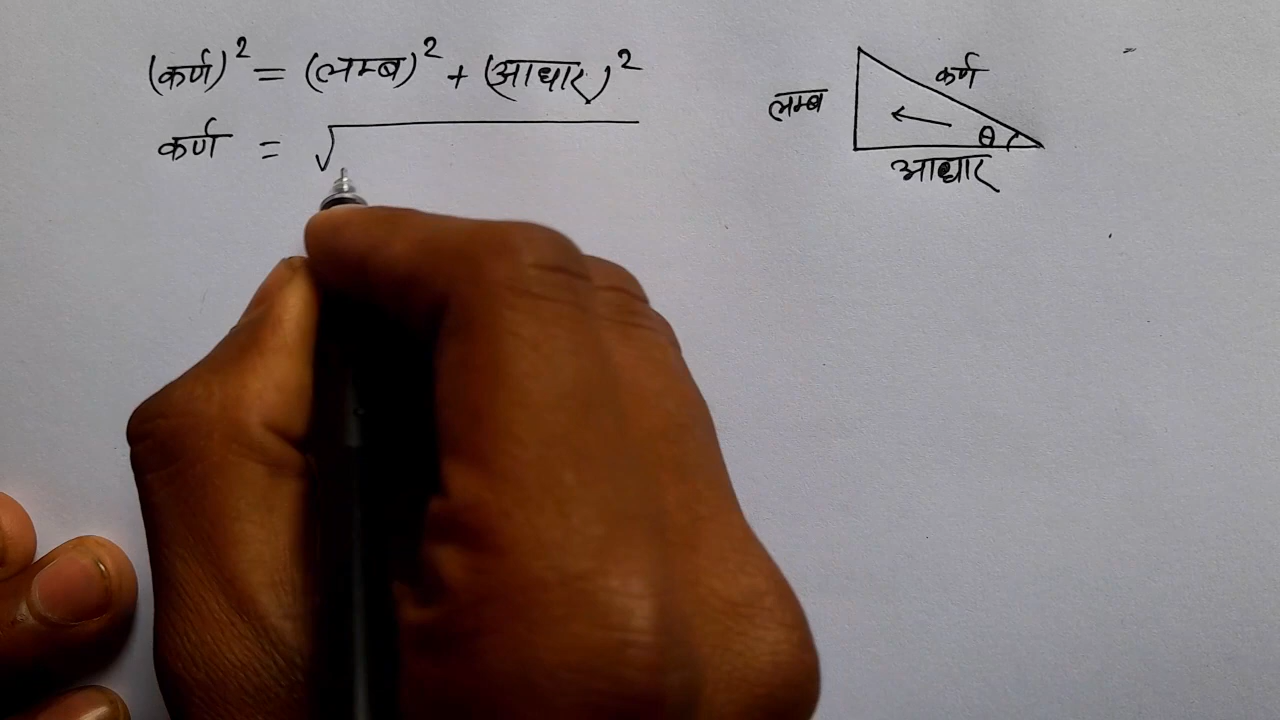 (कर्ण)² = (लम्ब)² + (आधार)²
कर्ण = √
कर्ण
लम्ब
θ
आधार